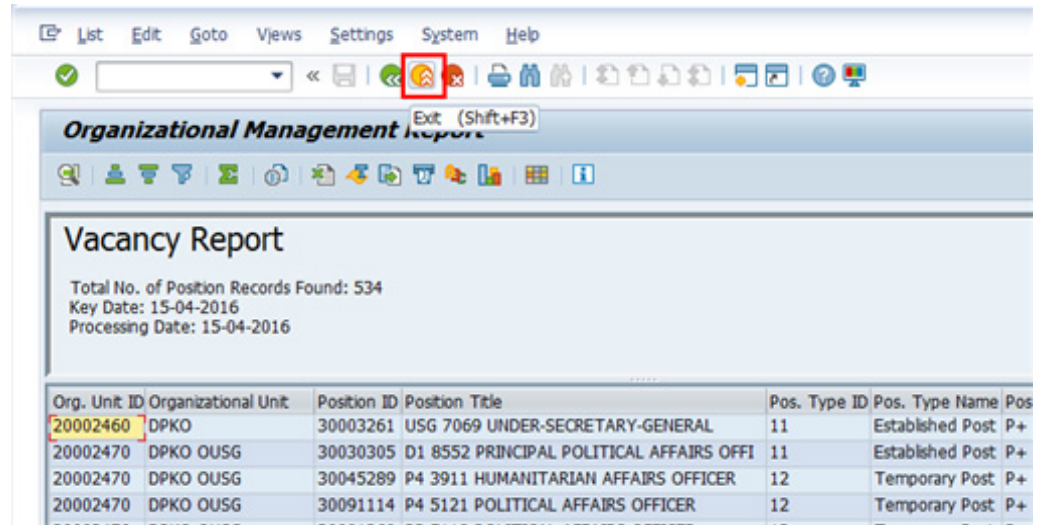 List Edit Goto Views Settings System Help
Exit (Shift+F3)
Organizational Management Report
Vacancy Report
Total No. of Position Records Found: 534
Key Date: 15-04-2016
Processing Date: 15-04-2016
Org. Unit ID Organizational Unit Position ID Position Title Pos. Type ID Pos. Type Name Pos
20002460 DPKO 30003261 USG 7069 UNDER-SECRETARY-GENERAL 11 Established Post P+
20002470 DPKO OUSG 30030305 D1 8552 PRINCIPAL POLITICAL AFFAIRS OFFI 11 Established Post P+
20002470 DPKO OUSG 30045289 P4 3911 HUMANITARIAN AFFAIRS OFFICER 12 Temporary Post P+
20002470 DPKO OUSG 30091114 P4 5121 POLITICAL AFFAIRS OFFICER 12 Temporary Post P+